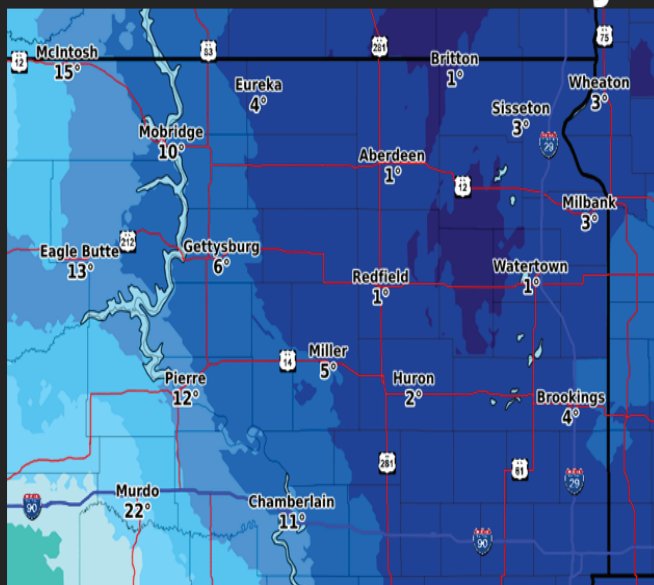 12
McIntosh
15°
83
281
75
Britton
1°
Eureka
4°
Wheaton
3°
Sisseton
3°
29
Mobridge
10°
Aberdeen
1°
12
Milbank
3°
212
Eagle Butte
13°
Gettysburg
6°
Redfield
1°
Watertown
1°
14
Miller
5°
Pierre
12°
Huron
2°
Brookings
4°
281
81
29
Murdo
22°
90
Chamberlain
11°
90